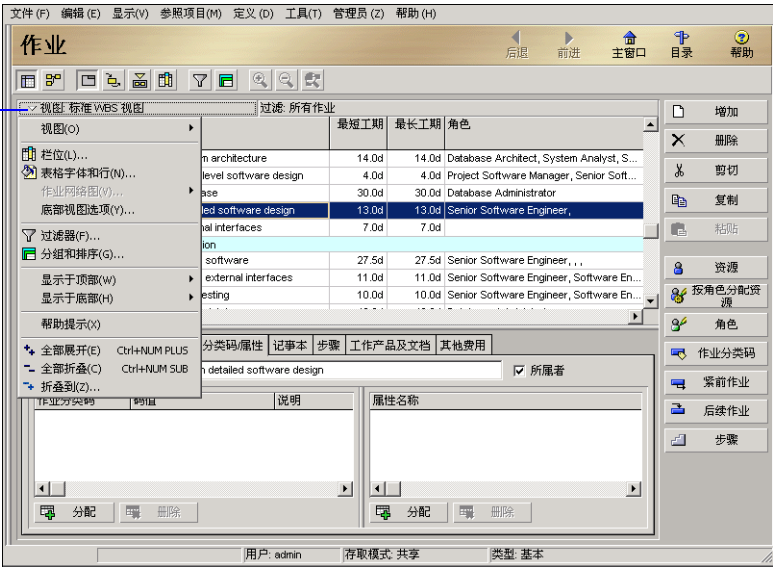 文件(F) 编辑(E) 显示(V) 参照项目(M) 定义(D) 工具(T) 管理员(Z) 帮助(H)
作业
后退 前进 主窗口 目录 帮助
视图: 标准 WBS 视图 过滤: 所有作业
最短工期 最长工期 角色
视图(O)
栏位(L)...
表格字体和行(N)...
作业网络图(V)...
底部视图选项(Y)...
过滤器(F)...
分组和排序(G)...
显示于顶部(W)
显示于底部(H)
帮助提示(X)
全部展开(E) Ctrl+NUM PLUS
全部折叠(C) Ctrl+NUM SUB
折叠到(Z)...
architecture 14.0d 14.0d Database Architect, System Analyst, S...
level software design 4.0d 4.0d Project Software Manager, Senior Soft...
30.0d 30.0d Database Administrator
software design 13.0d 13.0d Senior Software Engineer,
interfaces 7.0d 7.0d
software 27.5d 27.5d Senior Software Engineer, , ,
external interfaces 11.0d 11.0d Senior Software Engineer, Software En...
10.0d 10.0d Senior Software Engineer, Software En...
分类码/属性 记事本 步骤 工作产品及文档 其他费用
detailed software design 所属者
作业分类码 码值 说明 属性名称
分配 删除 分配 删除
增加
删除
剪切
复制
粘贴
资源
按角色分配资
源
角色
作业分类码
紧前作业
后续作业
步骤
用户: admin 存取模式: 共享 类型: 基本